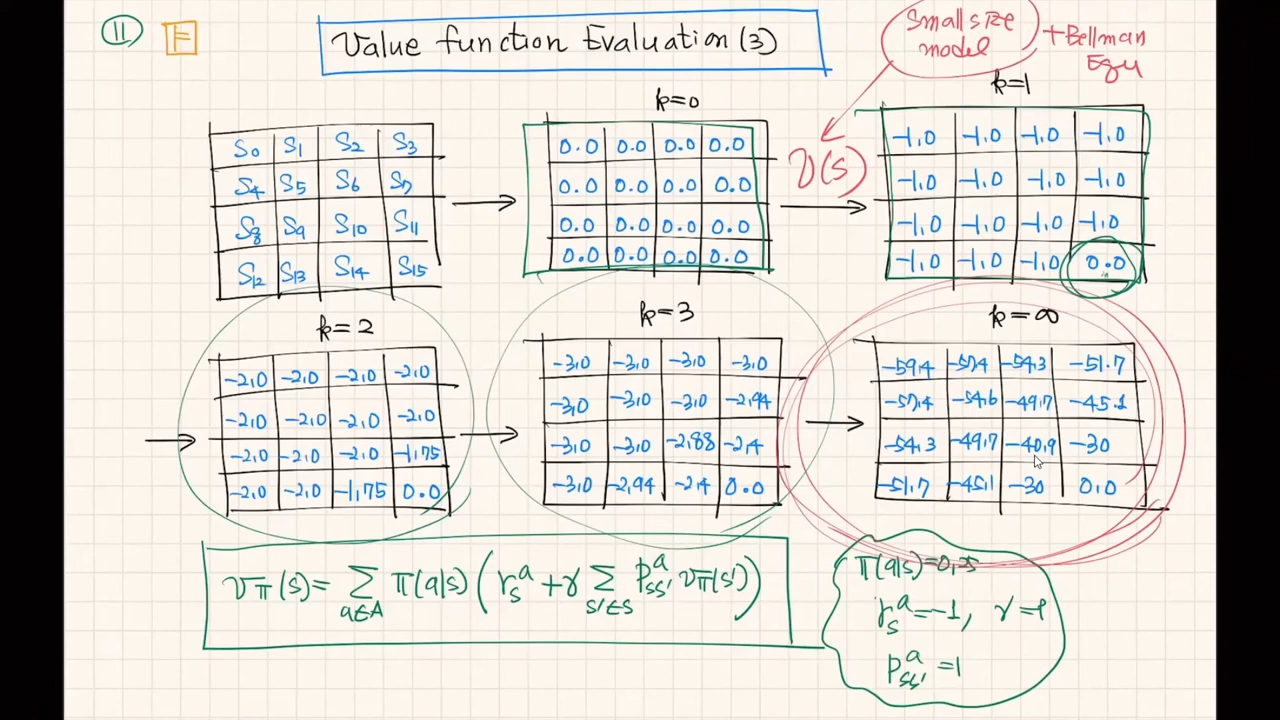 11 F Value function Evaluation (3)
Small size model + Bellman Equ
k=0
k=1
S0 S1 S2 S3
S4 S5 S6 S7
S8 S9 S10 S11
S12 S13 S14 S15
0.0 0.0 0.0 0.0
0.0 0.0 0.0 0.0
0.0 0.0 0.0 0.0
0.0 0.0 0.0 0.0
v(s)
-1.0 -1.0 -1.0 -1.0
-1.0 -1.0 -1.0 -1.0
-1.0 -1.0 -1.0 -1.0
-1.0 -1.0 -1.0 0.0
k=2
k=3
k=∞
-2.0 -2.0 -2.0 -2.0
-2.0 -2.0 -2.0 -2.0
-2.0 -2.0 -2.0 -1.75
-2.0 -2.0 -1.75 0.0
-3.0 -3.0 -3.0 -3.0
-3.0 -3.0 -3.0 -2.94
-3.0 -3.0 -2.88 -2.4
-3.0 -2.94 -2.4 0.0
-59.4 -57.4 -54.3 -51.7
-57.4 -54.6 -49.7 -45.1
-54.3 -49.7 -40.9 -30
-51.7 -45.1 -30 0.0
vπ(s) = Σa∈A π(a|s) (r_s^a + γ Σs'∈S P_ss'^a vπ(s'))
π(a|s)=0.25
r_s^a=-1, γ=1
P_ss'^a =1